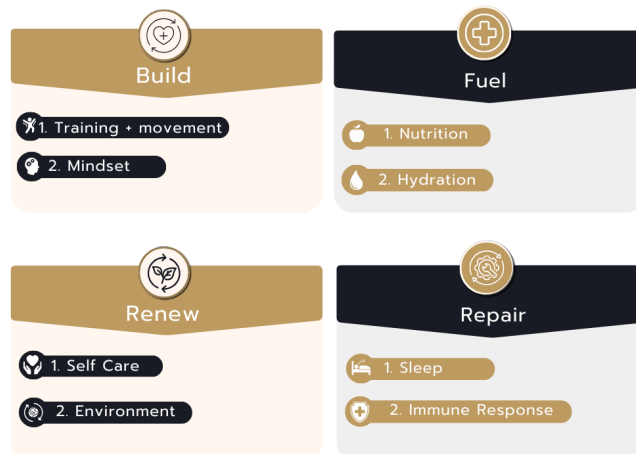 Build
1. Training + movement
2. Mindset
Fuel
1. Nutrition
2. Hydration
Renew
1. Self Care
2. Environment
Repair
1. Sleep
2. Immune Response